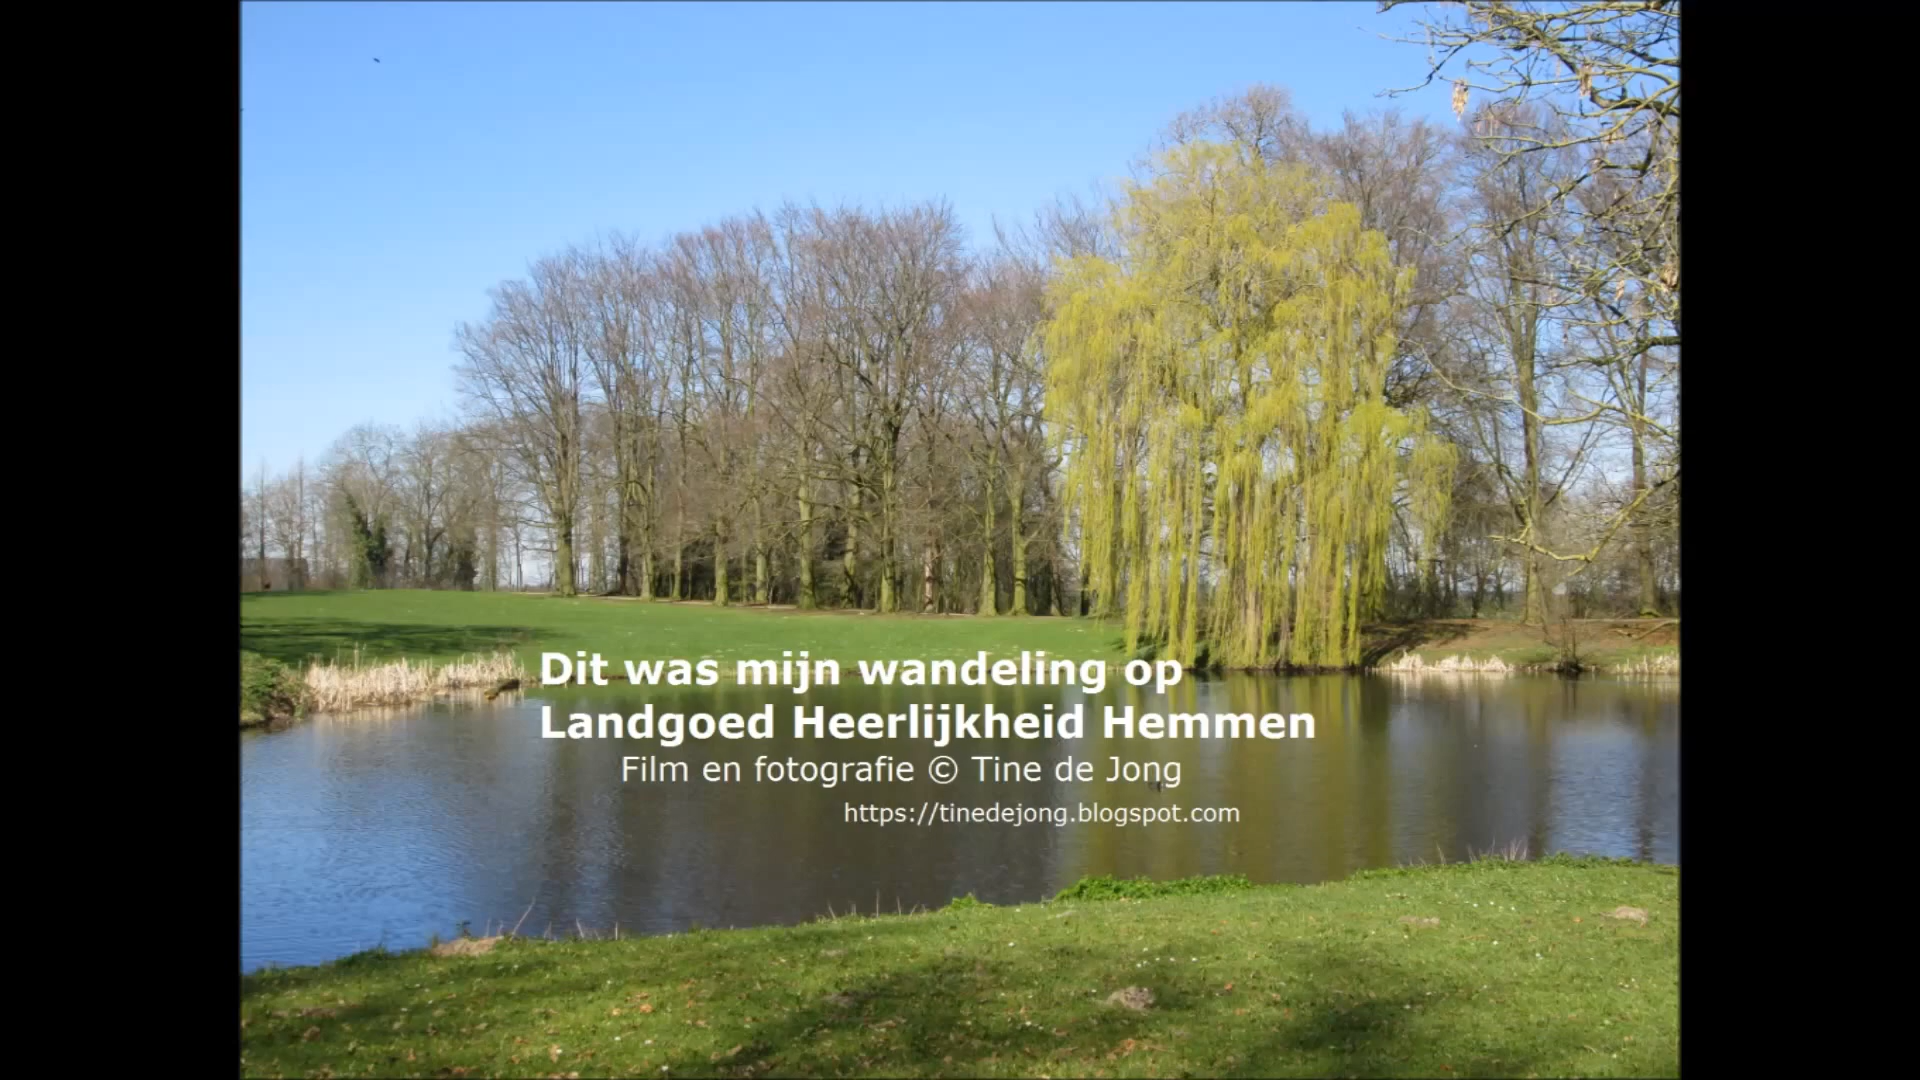 Dit was mijn wandeling op
Landgoed Heerlijkheid Hemmen
Film en fotografie © Tine de Jong
https://tinedejong.blogspot.com